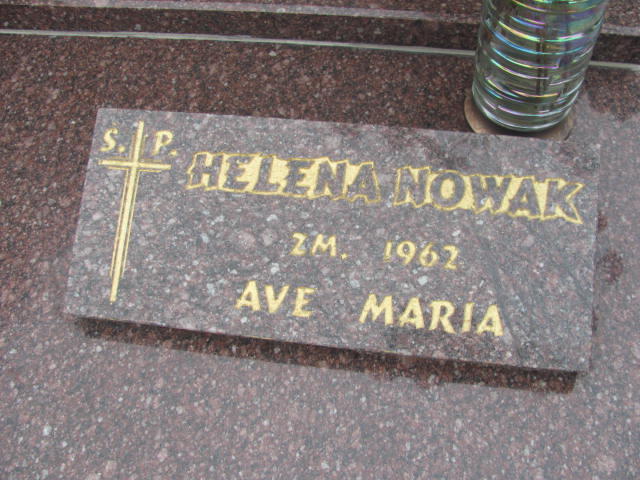 S. P.
HELENA NOWAK
ZM. 1962
AVE MARIA